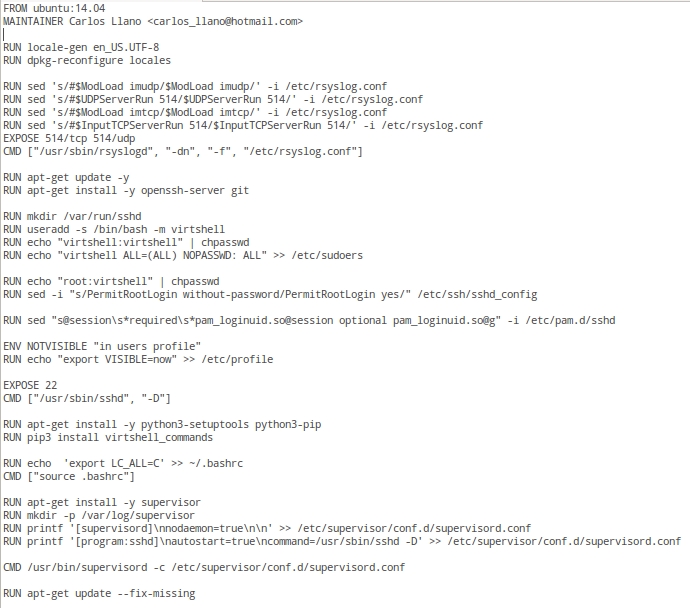 FROM ubuntu:14.04
MAINTAINER Carlos Llano <carlos_llano@hotmail.com>
RUN locale-gen en_US.UTF-8
RUN dpkg-reconfigure locales
RUN sed 's/#$ModLoad imudp/$ModLoad imudp/' -i /etc/rsyslog.conf
RUN sed 's/#$UDPServerRun 514/$UDPServerRun 514/' -i /etc/rsyslog.conf
RUN sed 's/#$ModLoad imtcp/$ModLoad imtcp/' -i /etc/rsyslog.conf
RUN sed 's/#$InputTCPServerRun 514/$InputTCPServerRun 514/' -i /etc/rsyslog.conf
EXPOSE 514/tcp 514/udp
CMD ["/usr/sbin/rsyslogd", "-dn", "-f", "/etc/rsyslog.conf"]
RUN apt-get update -y
RUN apt-get install -y openssh-server git
RUN mkdir /var/run/sshd
RUN useradd -s /bin/bash -m virtshell
RUN echo "virtshell:virtshell" | chpasswd
RUN echo "virtshell ALL=(ALL) NOPASSWD: ALL" >> /etc/sudoers
RUN echo "root:virtshell" | chpasswd
RUN sed -i "s/PermitRootLogin without-password/PermitRootLogin yes/" /etc/ssh/sshd_config
RUN sed "s@session\s*required\s*pam_loginuid.so@session optional pam_loginuid.so@g" -i /etc/pam.d/sshd
ENV NOTVISIBLE "in users profile"
RUN echo "export VISIBLE=now" >> /etc/profile
EXPOSE 22
CMD ["/usr/sbin/sshd", "-D"]
RUN apt-get install -y python3-setuptools python3-pip
RUN pip3 install virtshell_commands
RUN echo  'export LC_ALL=C' >> ~/.bashrc
CMD ["source .bashrc"]
RUN apt-get install -y supervisor
RUN mkdir -p /var/log/supervisor
RUN printf '[supervisord]\nnodaemon=true\n\n' >> /etc/supervisor/conf.d/supervisord.conf
RUN printf '[program:sshd]\nautostart=true\ncommand=/usr/sbin/sshd -D' >> /etc/supervisor/conf.d/supervisord.conf
CMD /usr/bin/supervisord -c /etc/supervisor/conf.d/supervisord.conf
RUN apt-get update --fix-missing